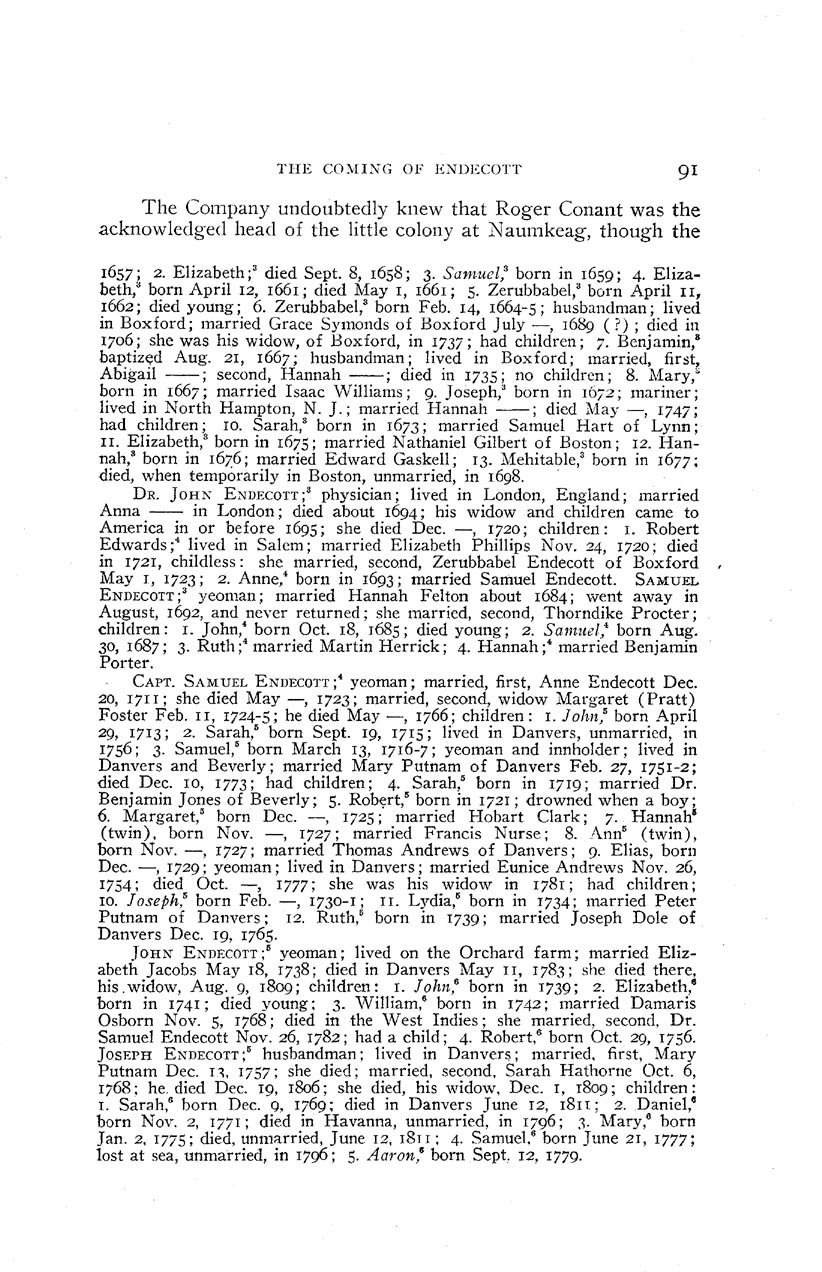 THE COMING OF ENDECOTT 91
The Company undoubtedly knew that Roger Conant was the
acknowledged head of the little colony at Naumkeag, though the
1657; 2. Elizabeth;³ died Sept. 8, 1658; 3. Samuel,³ born in 1659; 4. Eliza-
beth,³ born April 12, 1661; died May 1, 1661; 5. Zerubbabel,³ born April 11,
1662; died young; 6. Zerubbabel,³ born Feb. 14, 1664-5; husbandman; lived
in Boxford; married Grace Symonds of Boxford July —, 1689 (?); died in
1706; she was his widow, of Boxford, in 1737; had children; 7. Benjamin,³
baptized Aug. 21, 1667; husbandman; lived in Boxford; married, first,
Abigail ——; second, Hannah ——; died in 1735; no children; 8. Mary,³
born in 1667; married Isaac Williams; 9. Joseph,³ born in 1672; mariner;
lived in North Hampton, N. J.; married Hannah ——; died May —, 1747;
had children; 10. Sarah,³ born in 1673; married Samuel Hart of Lynn;
11. Elizabeth,³ born in 1675; married Nathaniel Gilbert of Boston; 12. Han-
nah,³ born in 1676; married Edward Gaskell; 13. Mehitable,³ born in 1677;
died, when temporarily in Boston, unmarried, in 1698.
DR. JOHN ENDECOTT;³ physician; lived in London, England; married
Anna —— in London; died about 1694; his widow and children came to
America in or before 1695; she died Dec. —, 1720; children: 1. Robert
Edwards;⁴ lived in Salem; married Elizabeth Phillips Nov. 24, 1720; died
in 1721, childless: she married, second, Zerubbabel Endecott of Boxford
May 1, 1723; 2. Anne,⁴ born in 1693; married Samuel Endecott. SAMUEL
ENDECOTT;³ yeoman; married Hannah Felton about 1684; went away in
August, 1692, and never returned; she married, second, Thorndike Procter;
children: 1. John,⁴ born Oct. 18, 1685; died young; 2. Samuel,⁴ born Aug.
30, 1687; 3. Ruth;⁴ married Martin Herrick; 4. Hannah;⁴ married Benjamin
Porter.
CAPT. SAMUEL ENDECOTT;⁴ yeoman; married, first, Anne Endecott Dec.
20, 1711; she died May —, 1723; married, second, widow Margaret (Pratt)
Foster Feb. 11, 1724-5; he died May —, 1766; children: 1. John,⁵ born April
29, 1713; 2. Sarah,⁵ born Sept. 19, 1715; lived in Danvers, unmarried, in
1756; 3. Samuel,⁵ born March 13, 1716-7; yeoman and innholder; lived in
Danvers and Beverly; married Mary Putnam of Danvers Feb. 27, 1751-2;
died Dec. 10, 1773; had children; 4. Sarah,⁵ born in 1719; married Dr.
Benjamin Jones of Beverly; 5. Robert,⁵ born in 1721; drowned when a boy;
6. Margaret,⁵ born Dec. —, 1725; married Hobart Clark; 7. Hannah⁵
(twin), born Nov. —, 1727; married Francis Nurse; 8. Ann⁵ (twin),
born Nov. —, 1727; married Thomas Andrews of Danvers; 9. Elias, born
Dec. —, 1729; yeoman; lived in Danvers; married Eunice Andrews Nov. 26,
1754; died Oct. —, 1777; she was his widow in 1781; had children;
10. Joseph,⁵ born Feb. —, 1730-1; 11. Lydia,⁵ born in 1734; married Peter
Putnam of Danvers; 12. Ruth,⁵ born in 1739; married Joseph Dole of
Danvers Dec. 19, 1765.
JOHN ENDECOTT;⁵ yeoman; lived on the Orchard farm; married Eliz-
abeth Jacobs May 18, 1738; died in Danvers May 11, 1783; she died there,
his widow, Aug. 9, 1809; children: 1. John,⁶ born in 1739; 2. Elizabeth,⁶
born in 1741; died young; 3. William,⁶ born in 1742; married Damaris
Osborn Nov. 5, 1768; died in the West Indies; she married, second, Dr.
Samuel Endecott Nov. 26, 1782; had a child; 4. Robert,⁶ born Oct. 29, 1756.
JOSEPH ENDECOTT;⁵ husbandman; lived in Danvers; married, first, Mary
Putnam Dec. 13, 1757; she died; married, second, Sarah Hathorne Oct. 6,
1768; he died Dec. 19, 1806; she died, his widow, Dec. 1, 1809; children:
1. Sarah,⁶ born Dec. 9, 1769; died in Danvers June 12, 1811; 2. Daniel,⁶
born Nov. 2, 1771; died in Havanna, unmarried, in 1796; 3. Mary,⁶ born
Jan. 2, 1775; died, unmarried, June 12, 1811; 4. Samuel,⁶ born June 21, 1777;
lost at sea, unmarried, in 1796; 5. Aaron,⁶ born Sept. 12, 1779.